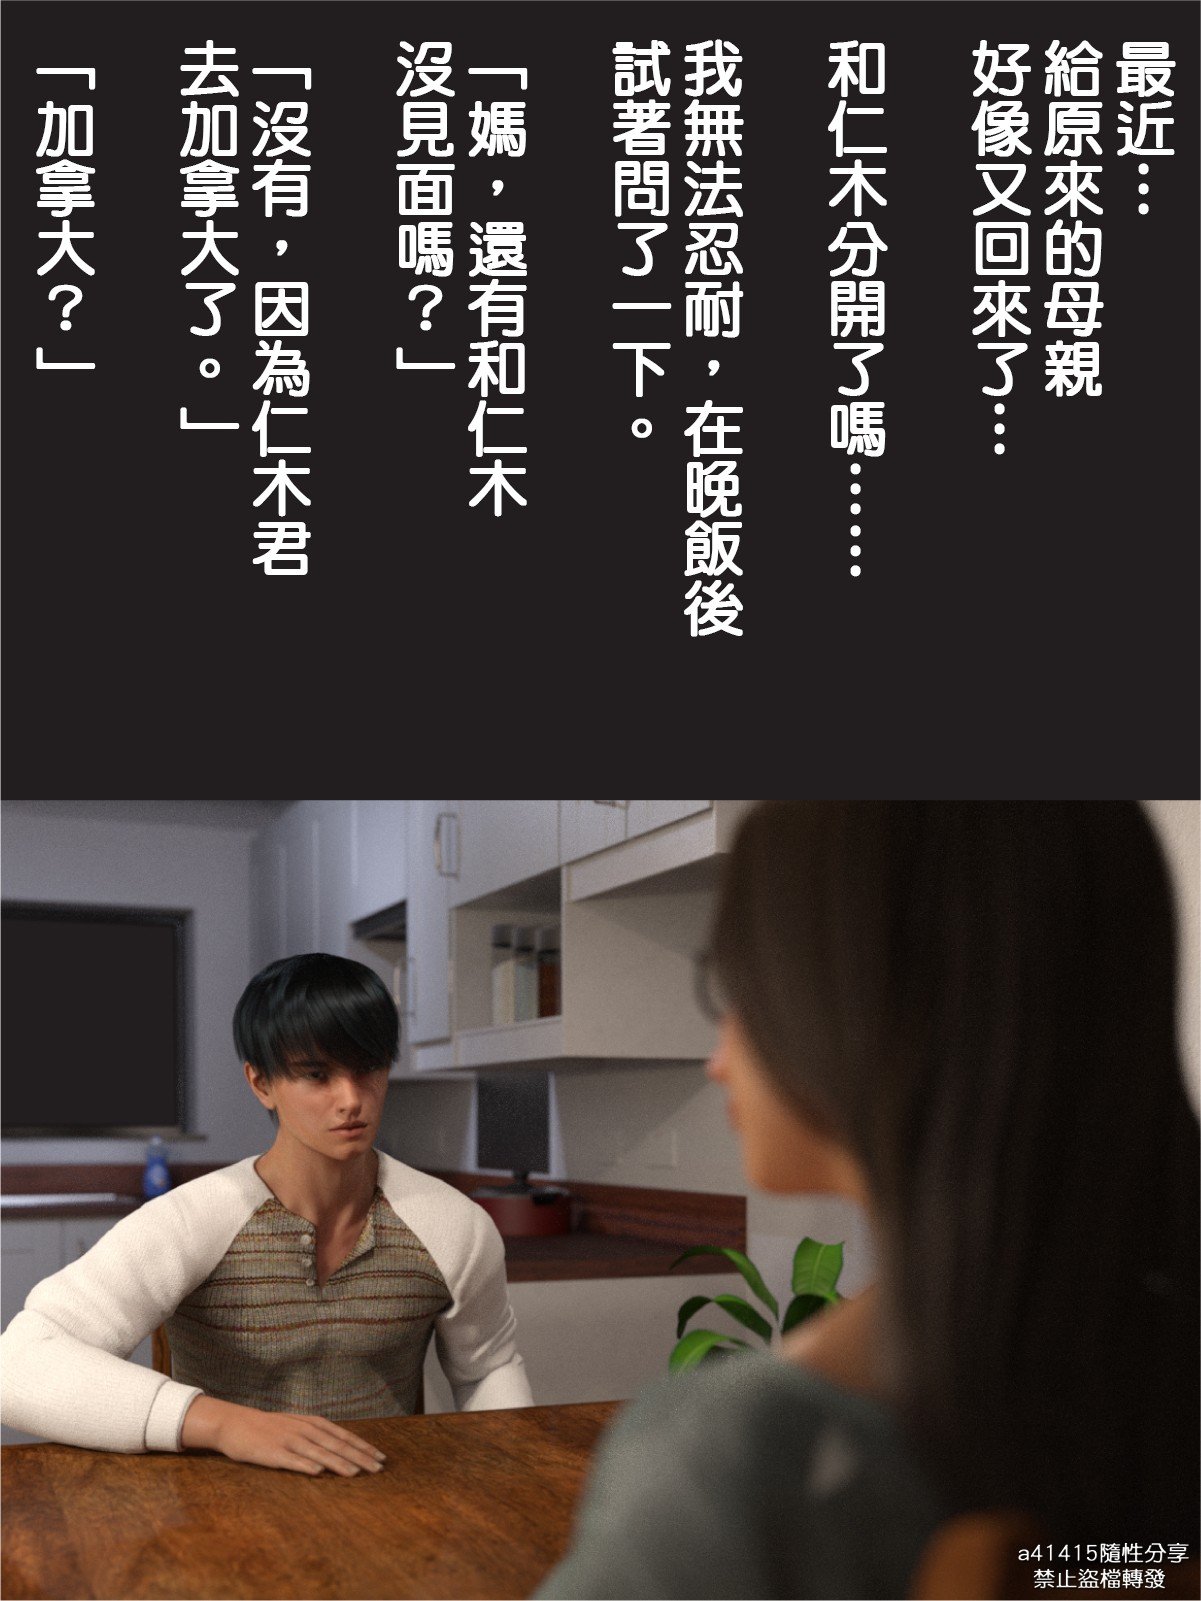 最近…
給原來的母親
好像又回來了…
和仁木分開了嗎……
我無法忍耐，在晚飯後
試著問了一下。
「媽，還有和仁木
沒見面嗎？」
「沒有，因為仁木君
去加拿大了。」
「加拿大？」
a41415隨性分享
禁止盜檔轉發